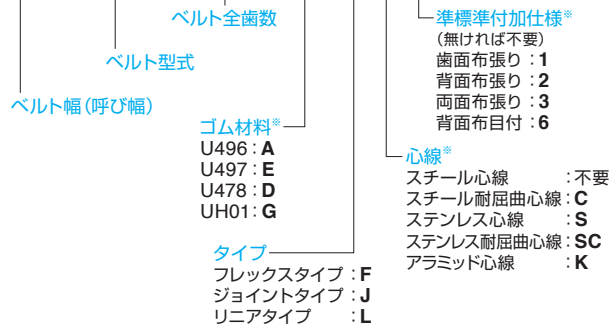 ベルト全歯数
ベルト型式
ベルト幅(呼び幅)
ゴム材料※
U496:A
U497:E
U478:D
UH01:G
タイプ
フレックスタイプ:F
ジョイントタイプ:J
リニアタイプ:L
準標準付加仕様※
(無ければ不要)
歯面布張り:1
背面布張り:2
両面布張り:3
背面布目付:6
心線※
スチール心線:不要
スチール耐屈曲心線:C
ステンレス心線:S
ステンレス耐屈曲心線:SC
アラミッド心線:K